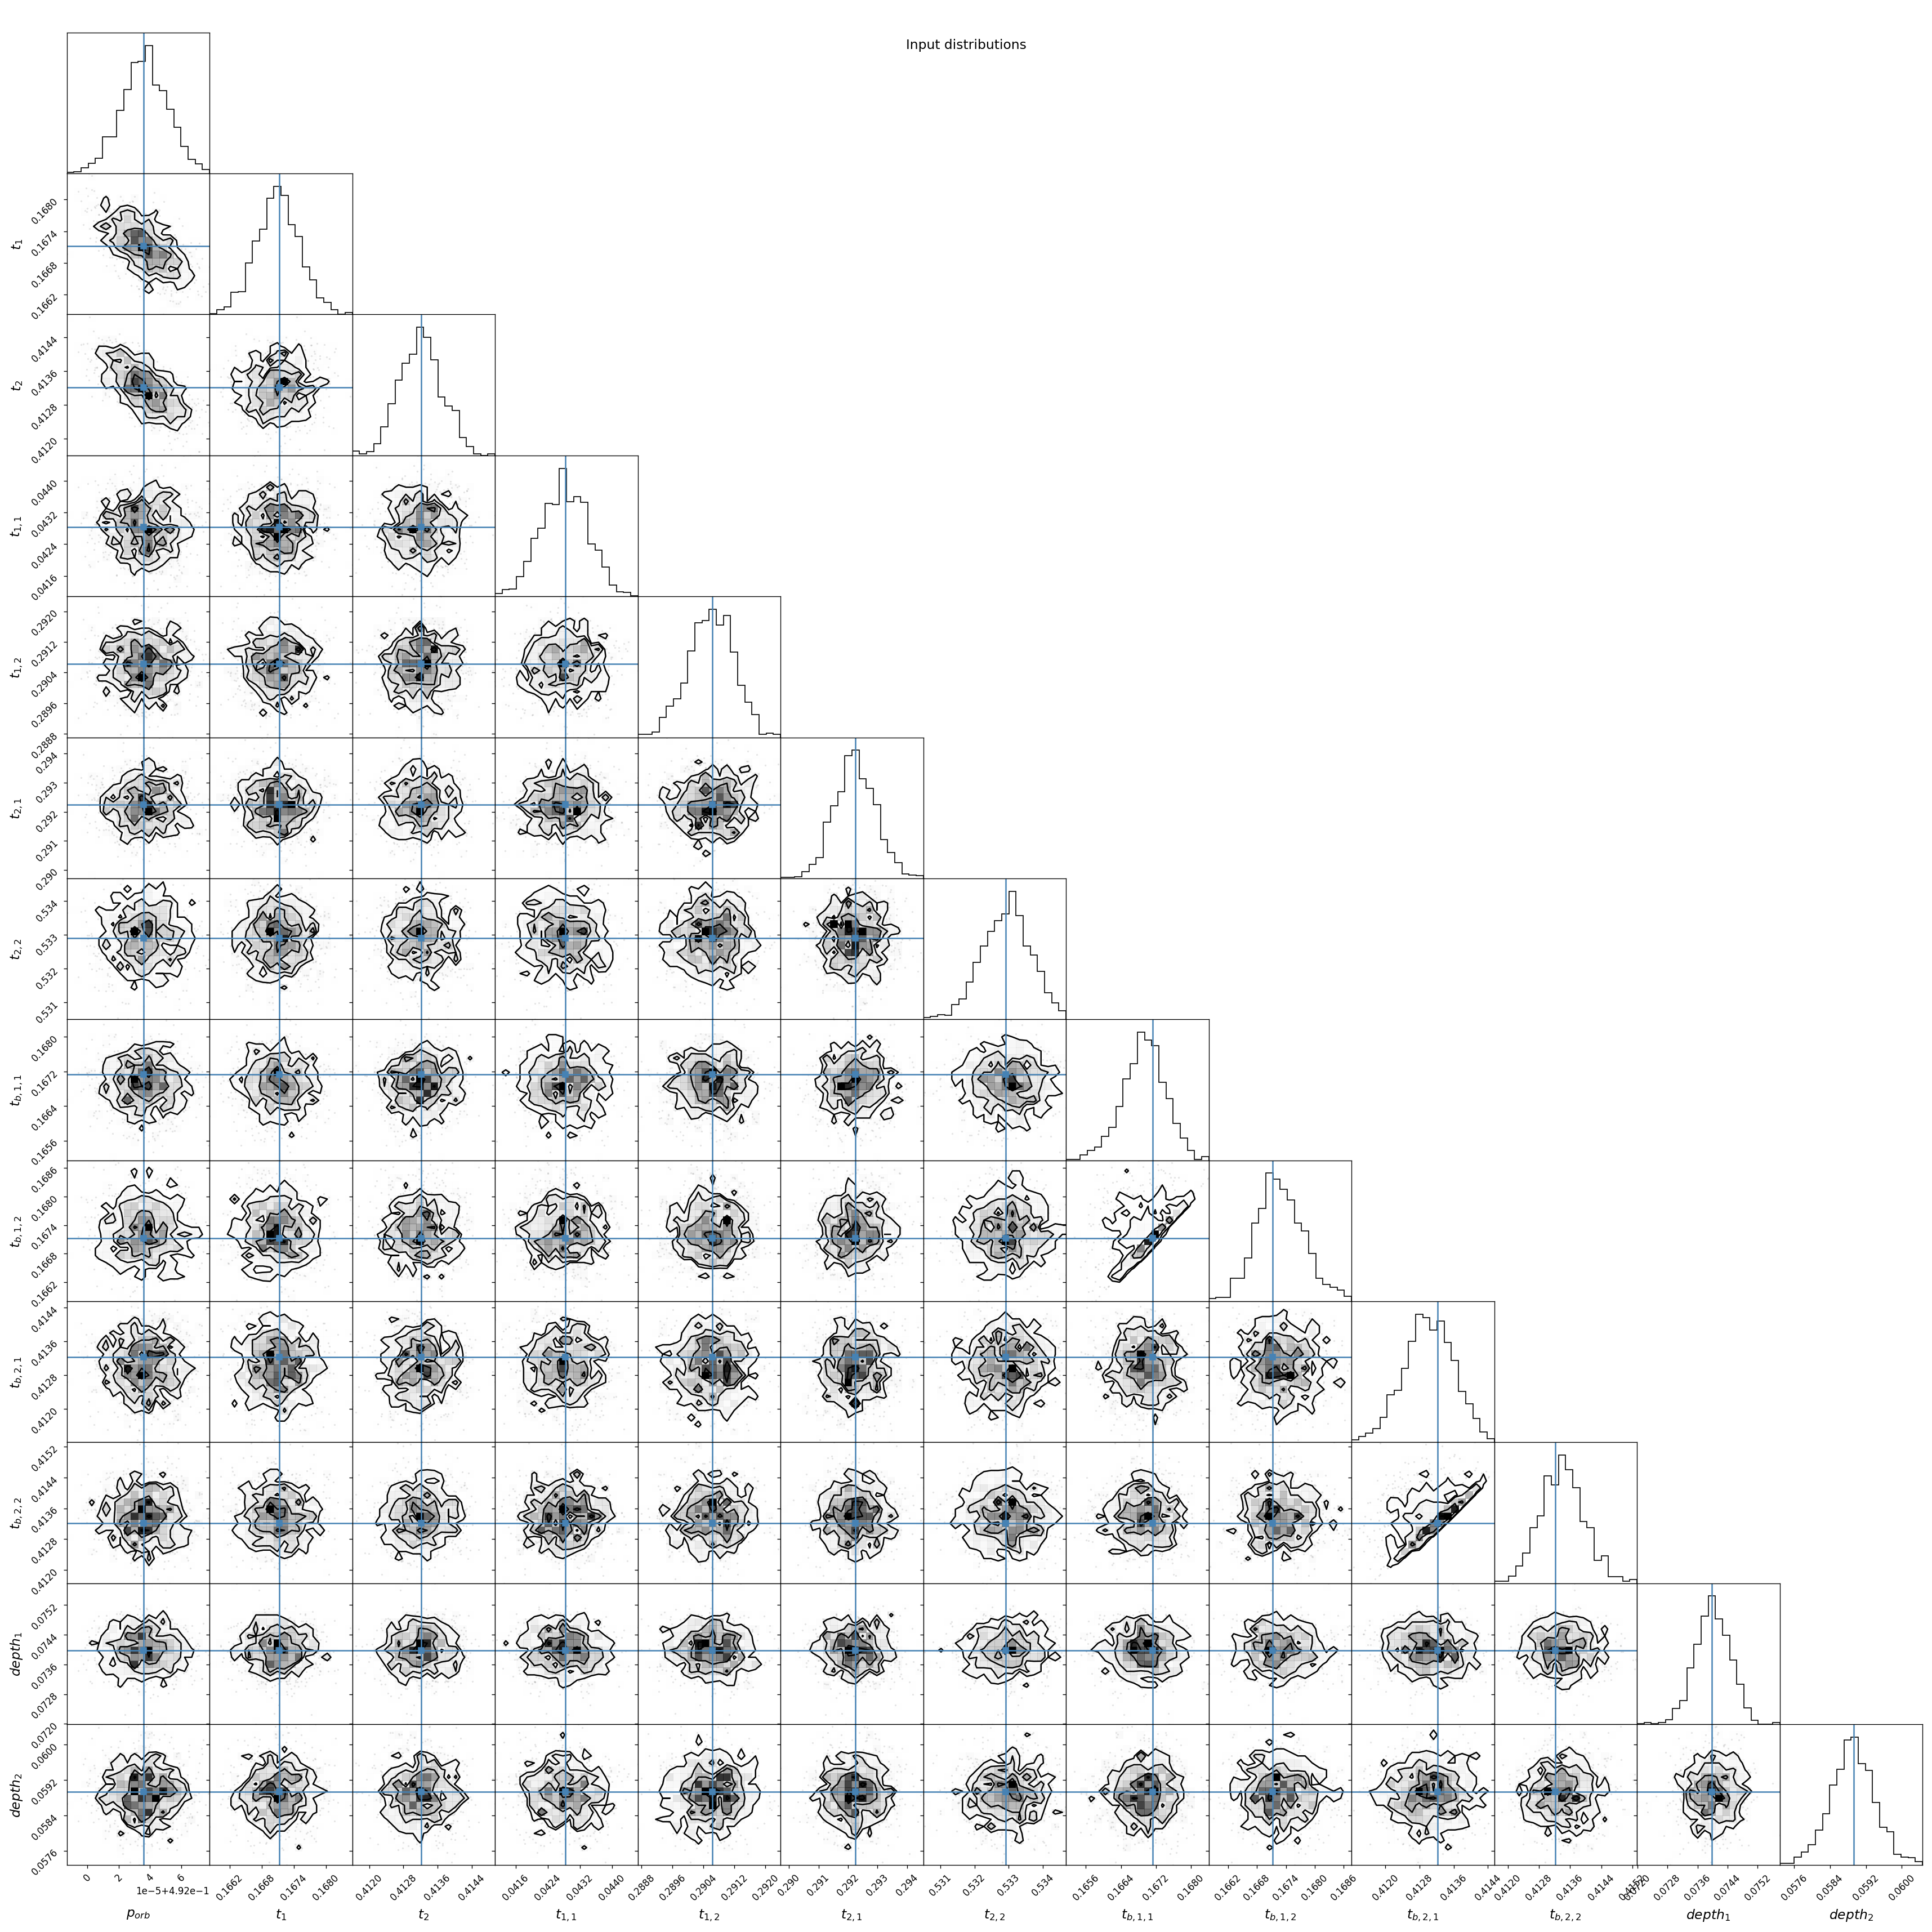 Input distributions
t_1
0.1680
0.1674
0.1668
0.1662
t_2
0.4144
0.4136
0.4128
0.4120
t_{1,1}
0.0440
0.0432
0.0424
0.0416
t_{1,2}
0.2920
0.2912
0.2904
0.2896
0.2888
t_{2,1}
0.294
0.293
0.292
0.291
0.290
t_{2,2}
0.534
0.533
0.532
0.531
t_{b,1,1}
0.1680
0.1672
0.1664
0.1656
t_{b,1,2}
0.1686
0.1680
0.1674
0.1668
0.1662
t_{b,2,1}
0.4144
0.4136
0.4128
0.4120
t_{b,2,2}
0.4152
0.4144
0.4136
0.4128
0.4120
depth_1
0.0752
0.0744
0.0736
0.0728
0.0720
depth_2
0.0600
0.0592
0.0584
0.0576
0 2 4 6
1e-5+4.92e-1
p_{orb}
0.1662 0.1668 0.1674 0.1680
t_1
0.4120 0.4128 0.4136 0.4144
t_2
0.0416 0.0424 0.0432 0.0440
t_{1,1}
0.2888 0.2896 0.2904 0.2912 0.2920
t_{1,2}
0.290 0.291 0.292 0.293 0.294
t_{2,1}
0.531 0.532 0.533 0.534
t_{2,2}
0.1656 0.1664 0.1672 0.1680
t_{b,1,1}
0.1662 0.1668 0.1674 0.1680 0.1686
t_{b,1,2}
0.4120 0.4128 0.4136 0.4144
t_{b,2,1}
0.4120 0.4128 0.4136 0.4144 0.4152
t_{b,2,2}
0.0720 0.0728 0.0736 0.0744 0.0752
depth_1
0.0576 0.0584 0.0592 0.0600
depth_2